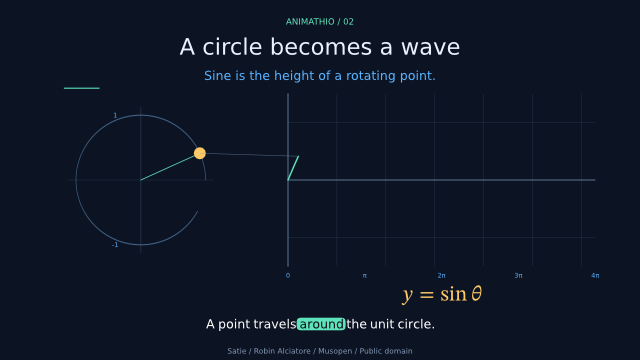 ANIMATHIO / 02
A circle becomes a wave
Sine is the height of a rotating point.
1
-1
0 π 2π 3π 4π
y = sin θ
A point travels around the unit circle.
Satie / Robin Alciatore / Musopen / Public domain